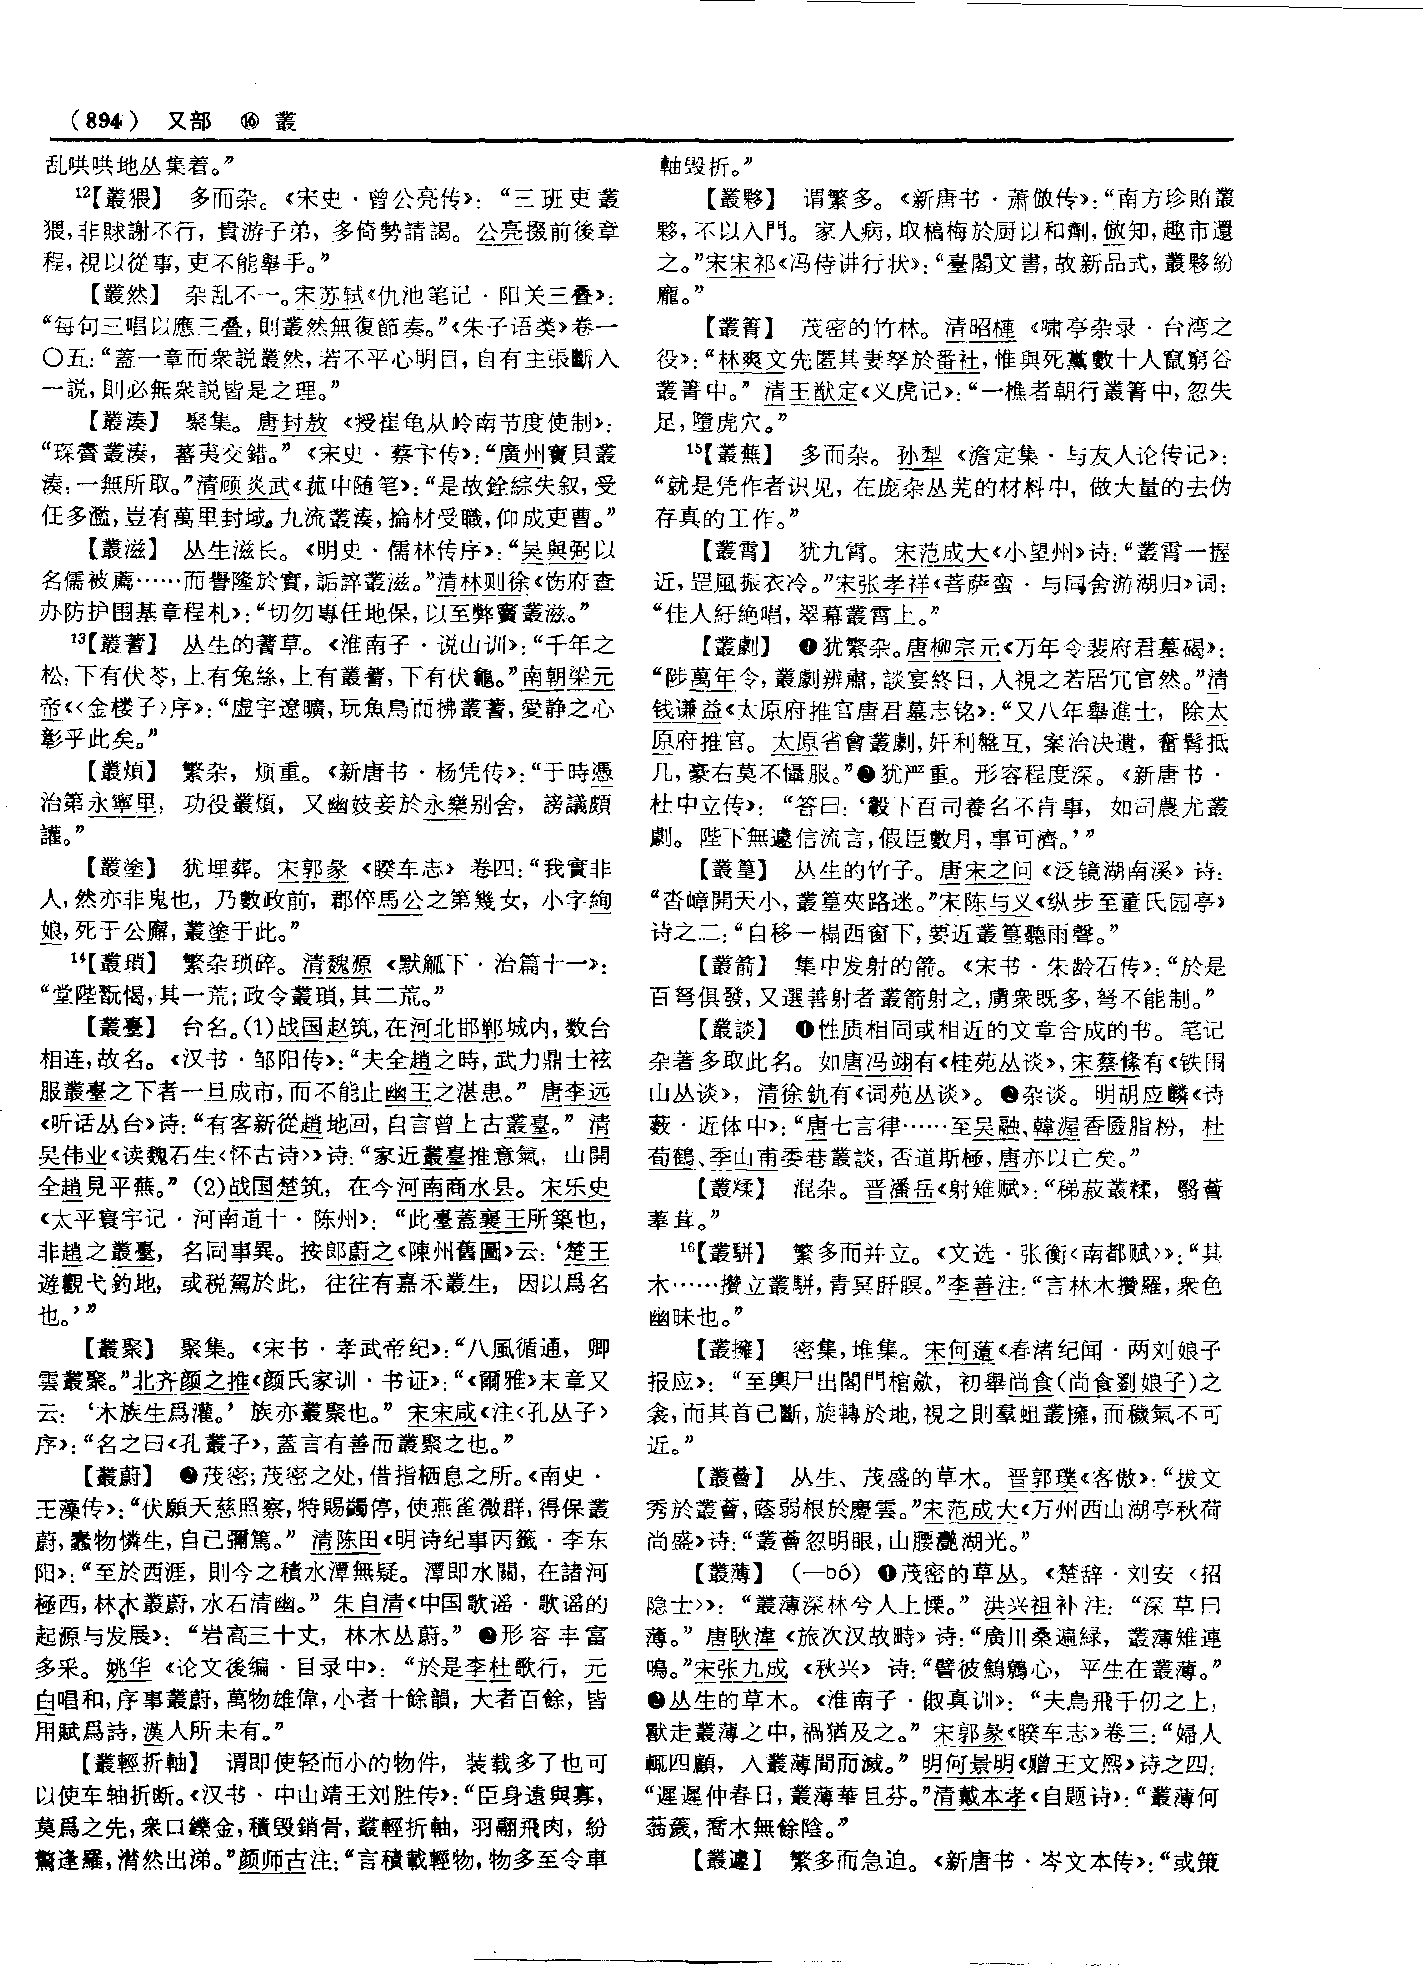 （894） 又部 ⑯ 叢
乱哄哄地丛集着。”
12【叢猥】 多而杂。《宋史·曾公亮传》：“三班吏叢
猥，非賕謝不行，貴游子弟，多倚勢請謁。公亮掇前後章
程，視以從事，吏不能舉手。”
【叢然】 杂乱不一。宋苏轼《仇池笔记·阳关三叠》：
“每句三唱以應三叠，則叢然無復節奏。”《朱子语类》卷一
〇五：“蓋一章而衆説叢然，若不平心明目，自有主張斷入
一説，則必無衆説皆是之理。”
【叢湊】 聚集。唐封敖《授崔龟从岭南节度使制》：
“琛賮叢湊，蕃夷交錯。”《宋史·蔡卞传》：“廣州寶貝叢
湊，一無所取。”清顾炎武《菰中随笔》：“是故銓綜失叙，受
任多濫，豈有萬里封域，九流叢湊，掄材受職，仰成吏曹。”
【叢滋】 丛生滋长。《明史·儒林传序》：“吴與弼以
名儒被薦……而譽隆於實，詬誶叢滋。”清林则徐《饬府查
办防护围基章程札》：“切勿專任地保，以至弊竇叢滋。”
13【叢蓍】 丛生的蓍草。《淮南子·说山训》：“千年之
松，下有伏苓，上有兔絲，上有叢蓍，下有伏龜。”南朝梁元
帝《〈金楼子〉序》：“虚宇遼曠，玩魚鳥而拂叢蓍，愛静之心
彰乎此矣。”
【叢煩】 繁杂，烦重。《新唐书·杨凭传》：“于時憑
治第永寧里，功役叢煩，又幽妓妾於永樂别舍，謗議頗
讙。”
【叢塗】 犹埋葬。宋郭彖《睽车志》卷四：“我實非
人，然亦非鬼也，乃數政前，郡倅馬公之第幾女，小字絢
娘，死于公廨，叢塗于此。”
14【叢瑣】 繁杂琐碎。清魏源《默觚下·治篇十一》：
“堂陛翫愒，其一荒；政令叢瑣，其二荒。”
【叢臺】 台名。(1)战国赵筑，在河北邯郸城内，数台
相连，故名。《汉书·邹阳传》：“夫全趙之時，武力鼎士袨
服叢臺之下者一旦成市，而不能止幽王之湛患。”唐李远
《听话丛台》诗：“有客新從趙地回，自言曾上古叢臺。”清
吴伟业《读魏石生〈怀古诗〉》诗：“家近叢臺推意氣，山開
全趙見平蕪。”(2)战国楚筑，在今河南商水县。宋乐史
《太平寰宇记·河南道十·陈州》：“此臺蓋襄王所築也，
非趙之叢臺，名同事異。按郎蔚之《陳州舊圖》云：‘楚王
遊觀弋釣地，或税駕於此，往往有嘉禾叢生，因以爲名
也。’”
【叢聚】 聚集。《宋书·孝武帝纪》：“八風循通，卿
雲叢聚。”北齐颜之推《颜氏家训·书证》：“《爾雅》末章又
云：‘木族生爲灌。’族亦叢聚也。”宋宋咸《注〈孔丛子〉
序》：“名之曰《孔叢子》，蓋言有善而叢聚之也。”
【叢蔚】 ❶茂密；茂密之处，借指栖息之所。《南史·
王藻传》：“伏願天慈照察，特賜蠲停，使燕雀微群，得保叢
蔚，蠢物憐生，自己彌篤。”清陈田《明诗纪事丙籤·李东
阳》：“至於西涯，則今之積水潭無疑。潭即水關，在諸河
極西，林木叢蔚，水石清幽。”朱自清《中国歌谣·歌谣的
起源与发展》：“岩高三十丈，林木丛蔚。”❷形容丰富
多采。姚华《论文後编·目录中》：“於是李杜歌行，元
白唱和，序事叢蔚，萬物雄偉，小者十餘韻，大者百餘，皆
用賦爲詩，漢人所未有。”
【叢輕折軸】 谓即使轻而小的物件，装载多了也可
以使车轴折断。《汉书·中山靖王刘胜传》：“臣身遠與寡，
莫爲之先，衆口鑠金，積毁銷骨，叢輕折軸，羽翮飛肉，紛
驚逢羅，潸然出涕。”颜师古注：“言積載輕物，物多至令車
軸毁折。”
【叢夥】 谓繁多。《新唐书·萧倣传》：“南方珍賄叢
夥，不以入門。家人病，取槁梅於厨以和劑，倣知，趣市還
之。”宋宋祁《冯侍讲行状》：“臺閣文書，故新品式，叢夥紛
龐。”
【叢箐】 茂密的竹林。清昭槤《啸亭杂录·台湾之
役》：“林爽文先匿其妻孥於番社，惟與死黨數十人竄窮谷
叢箐中。”清王猷定《义虎记》：“一樵者朝行叢箐中，忽失
足，墮虎穴。”
15【叢蕪】 多而杂。孙犁《澹定集·与友人论传记》：
“就是凭作者识见，在庞杂丛芜的材料中，做大量的去伪
存真的工作。”
【叢霄】 犹九霄。宋范成大《小望州》诗：“叢霄一握
近，罡風振衣冷。”宋张孝祥《菩萨蛮·与同舍游湖归》词：
“佳人紆絶唱，翠幕叢霄上。”
【叢劇】 ❶犹繁杂。唐柳宗元《万年令裴府君墓碣》：
“陟萬年令，叢劇辨肅，談宴終日，人視之若居冗官然。”清
钱谦益《太原府推官唐君墓志铭》：“又八年舉進士，除太
原府推官。太原省會叢劇，奸利盤互，案治决遣，奮髯抵
几，豪右莫不懾服。”❷犹严重。形容程度深。《新唐书·
杜中立传》：“答曰：‘轂下百司養名不肯事，如司農尤叢
劇。陛下無遽信流言，假臣數月，事可濟。’”
【叢篁】 丛生的竹子。唐宋之问《泛镜湖南溪》诗：
“沓嶂開天小，叢篁夾路迷。”宋陈与义《纵步至董氏园亭》
诗之二：“自移一榻西窗下，要近叢篁聽雨聲。”
【叢箭】 集中发射的箭。《宋书·朱龄石传》：“於是
百弩俱發，又選善射者叢箭射之，虜衆既多，弩不能制。”
【叢談】 ❶性质相同或相近的文章合成的书。笔记
杂著多取此名。如唐冯翊有《桂苑丛谈》，宋蔡絛有《铁围
山丛谈》，清徐釚有《词苑丛谈》。❷杂谈。明胡应麟《诗
薮·近体中》：“唐七言律……至吴融、韓渥香匳脂粉，杜
荀鶴、李山甫委巷叢談，否道斯極，唐亦以亡矣。”
【叢糅】 混杂。晋潘岳《射雉赋》：“稊菽叢糅，翳薈
菶茸。”
16【叢駢】 繁多而并立。《文选·张衡〈南都赋〉》：“其
木……攢立叢駢，青冥肝瞑。”李善注：“言林木攢羅，衆色
幽昧也。”
【叢擁】 密集，堆集。宋何薳《春渚纪闻·两刘娘子
报应》：“至輿尸出閤門棺斂，初舉尚食(尚食劉娘子)之
衾，而其首已斷，旋轉於地，視之則羣蛆叢擁，而穢氣不可
近。”
【叢薈】 丛生、茂盛的草木。晋郭璞《客傲》：“拔文
秀於叢薈，蔭弱根於慶雲。”宋范成大《万州西山湖亭秋荷
尚盛》诗：“叢薈忽明眼，山腰灩湖光。”
【叢薄】 (—bó) ❶茂密的草丛。《楚辞·刘安〈招
隐士〉》：“叢薄深林兮人上慄。”洪兴祖补注：“深草曰
薄。”唐耿湋《旅次汉故畤》诗：“廣川桑遍緑，叢薄雉連
鳴。”宋张九成《秋兴》诗：“譬彼鷦鷯心，平生在叢薄。”
❷丛生的草木。《淮南子·俶真训》：“夫鳥飛千仞之上，
獸走叢薄之中，禍猶及之。”宋郭彖《睽车志》卷三：“婦人
輒四顧，入叢薄間而滅。”明何景明《赠王文熙》诗之四：
“遲遲仲春日，叢薄華且芬。”清戴本孝《自题诗》：“叢薄何
蓊薉，喬木無餘陰。”
【叢遽】 繁多而急迫。《新唐书·岑文本传》：“或策